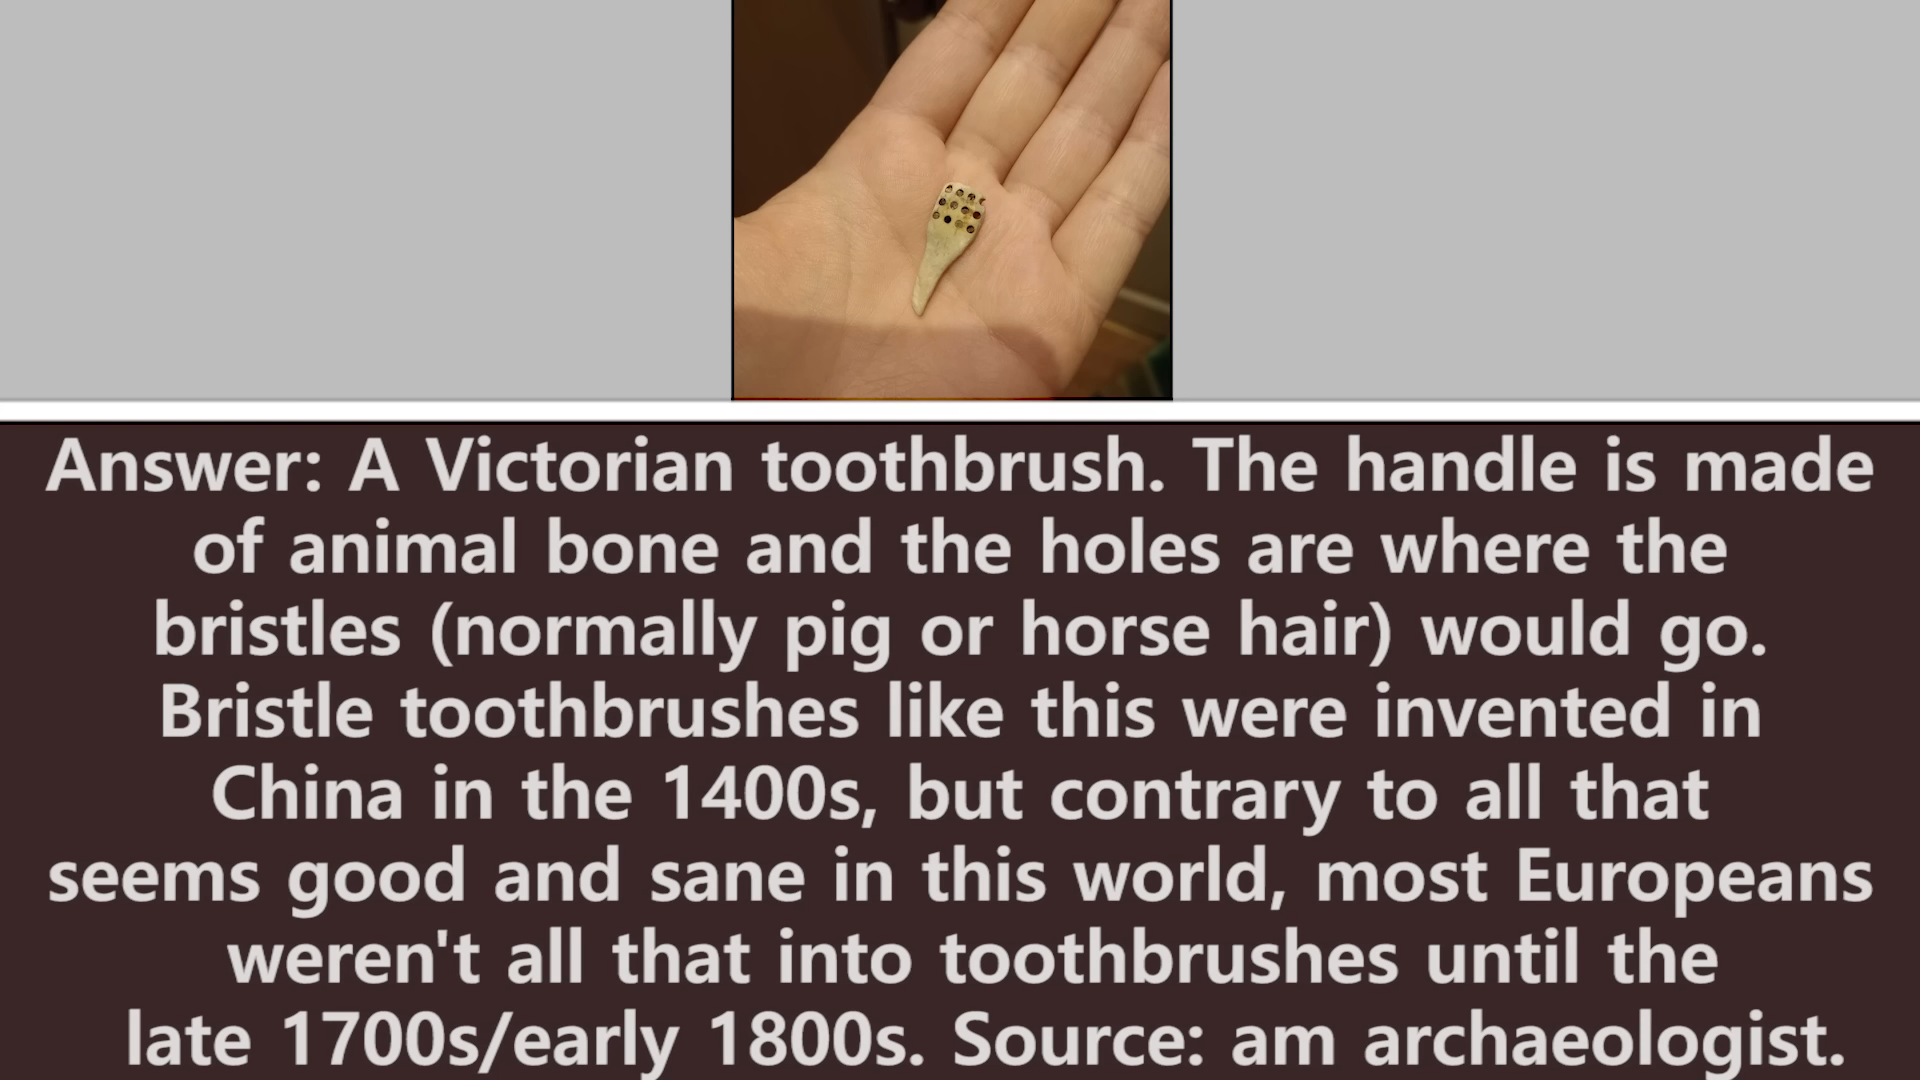 Answer: A Victorian toothbrush. The handle is made
of animal bone and the holes are where the
bristles (normally pig or horse hair) would go.
Bristle toothbrushes like this were invented in
China in the 1400s, but contrary to all that
seems good and sane in this world, most Europeans
weren't all that into toothbrushes until the
late 1700s/early 1800s. Source: am archaeologist.